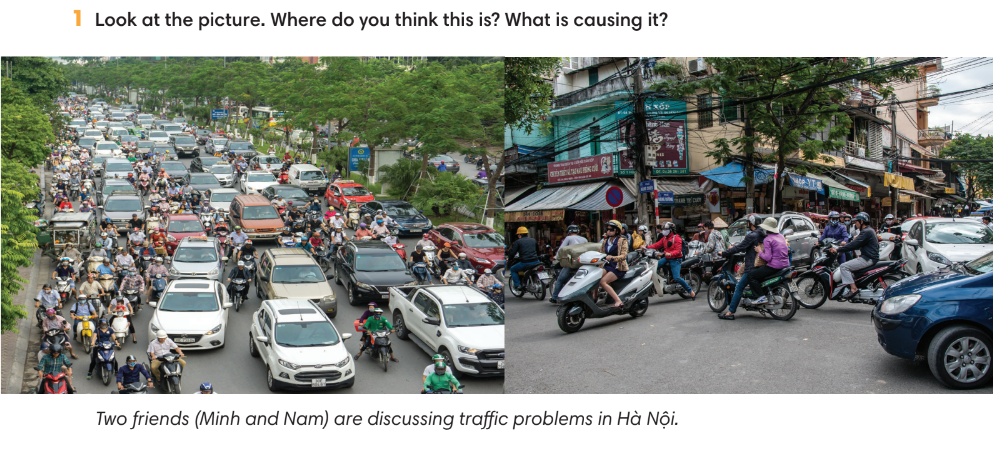 1 Look at the picture. Where do you think this is? What is causing it?
Two friends (Minh and Nam) are discussing traffic problems in Hà Nội.